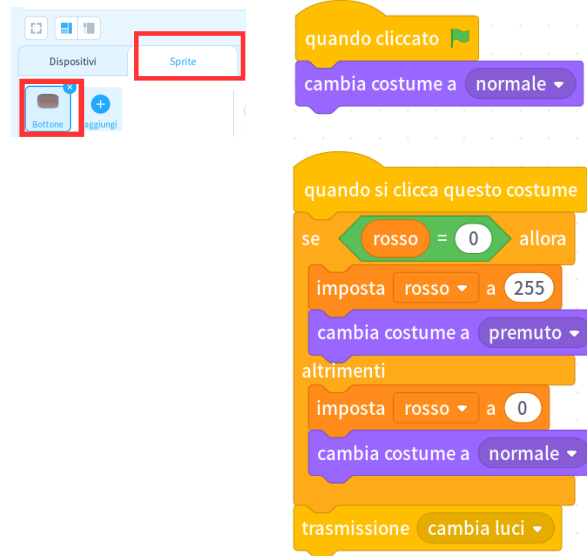 Dispositivi
Sprite
Bottone
aggiungi
quando cliccato
cambia costume a normale
quando si clicca questo costume
se rosso = 0 allora
imposta rosso a 255
cambia costume a premuto
altrimenti
imposta rosso a 0
cambia costume a normale
trasmissione cambia luci